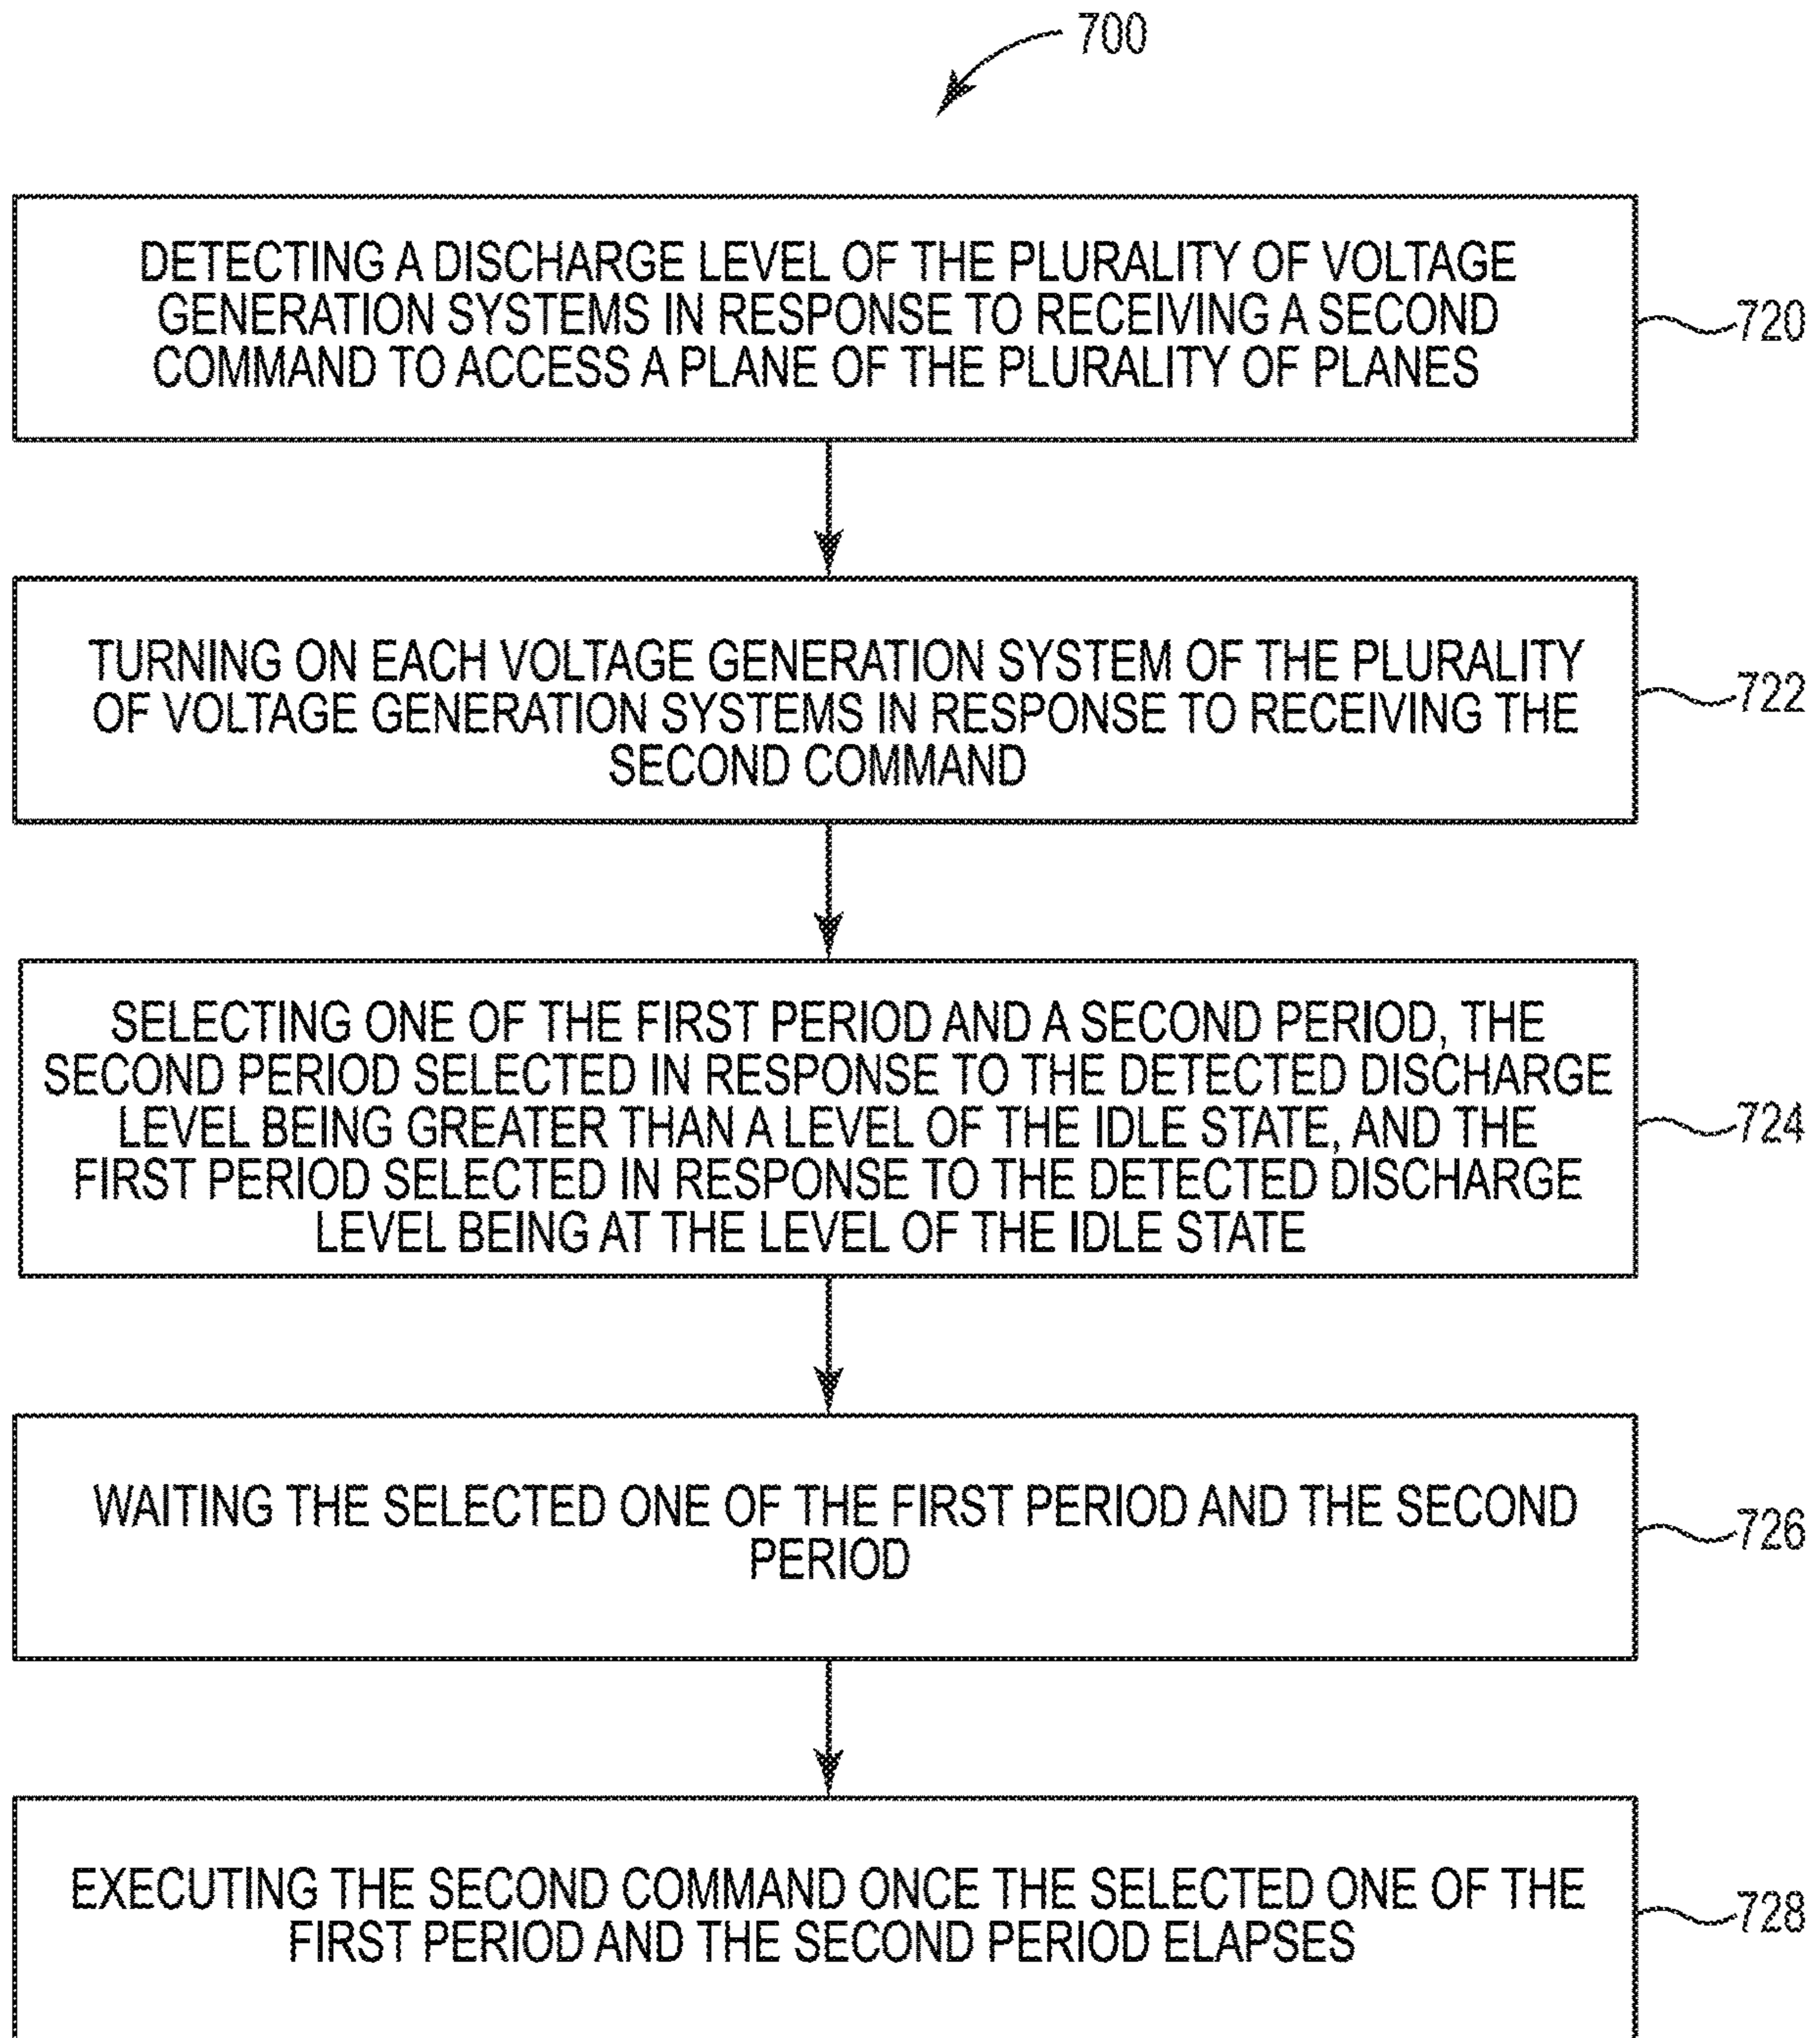 700
DETECTING A DISCHARGE LEVEL OF THE PLURALITY OF VOLTAGE
GENERATION SYSTEMS IN RESPONSE TO RECEIVING A SECOND
COMMAND TO ACCESS A PLANE OF THE PLURALITY OF PLANES
720
TURNING ON EACH VOLTAGE GENERATION SYSTEM OF THE PLURALITY
OF VOLTAGE GENERATION SYSTEMS IN RESPONSE TO RECEIVING THE
SECOND COMMAND
722
SELECTING ONE OF THE FIRST PERIOD AND A SECOND PERIOD, THE
SECOND PERIOD SELECTED IN RESPONSE TO THE DETECTED DISCHARGE
LEVEL BEING GREATER THAN A LEVEL OF THE IDLE STATE, AND THE
FIRST PERIOD SELECTED IN RESPONSE TO THE DETECTED DISCHARGE
LEVEL BEING AT THE LEVEL OF THE IDLE STATE
724
WAITING THE SELECTED ONE OF THE FIRST PERIOD AND THE SECOND
PERIOD
726
EXECUTING THE SECOND COMMAND ONCE THE SELECTED ONE OF THE
FIRST PERIOD AND THE SECOND PERIOD ELAPSES
728